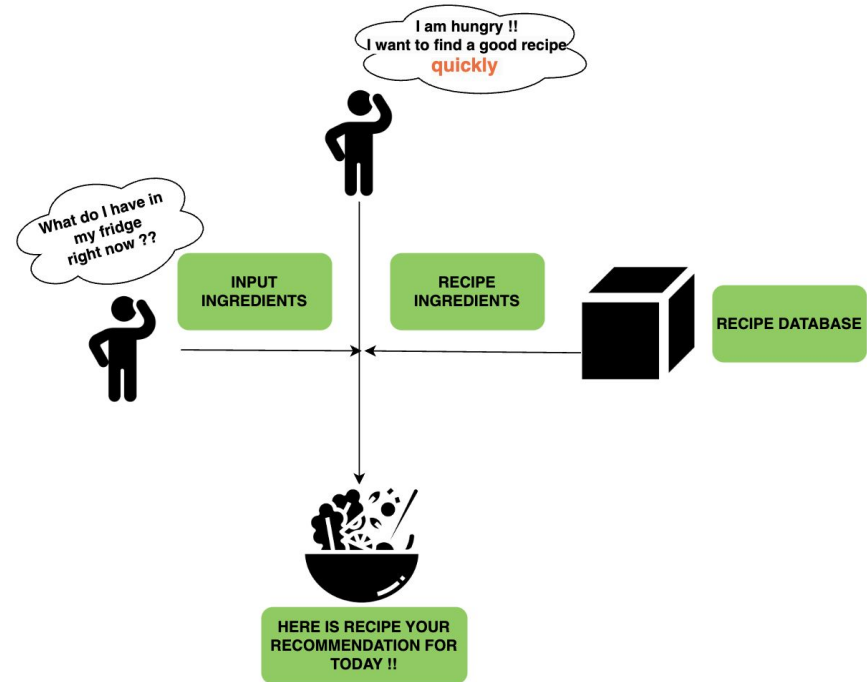 I am hungry !!
I want to find a good recipe
quickly
What do I have in
my fridge
right now ??
INPUT
INGREDIENTS
RECIPE
INGREDIENTS
RECIPE DATABASE
HERE IS RECIPE YOUR
RECOMMENDATION FOR
TODAY !!